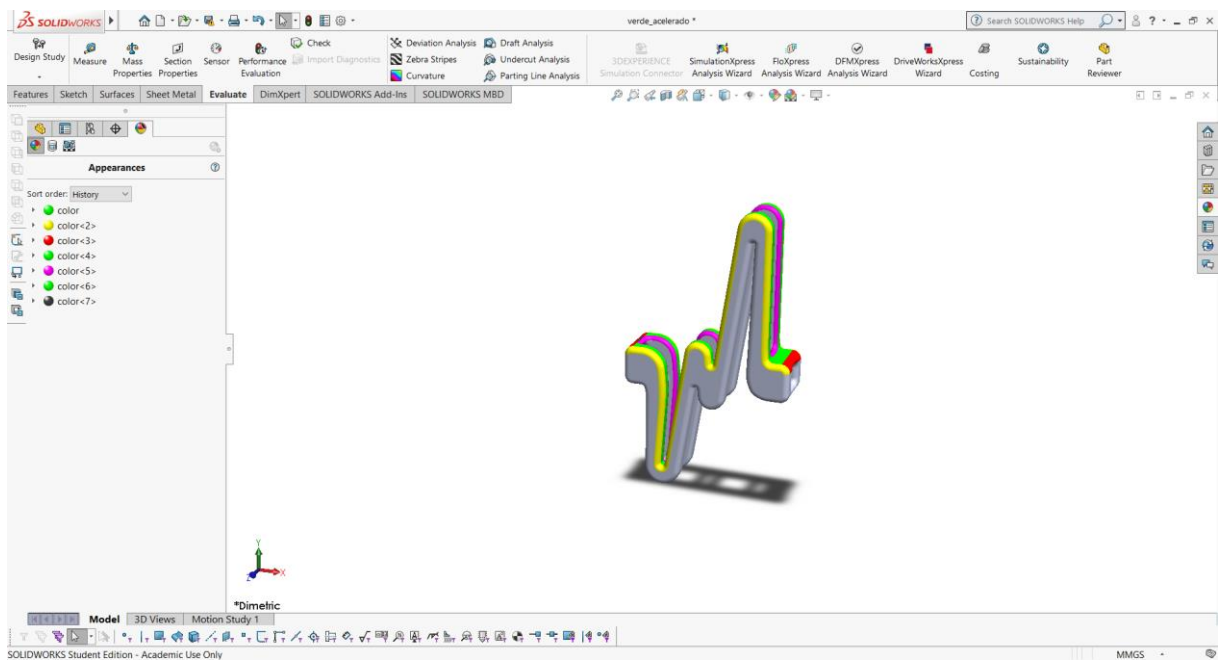 SOLIDWORKS
verde_acelerado *
Search SOLIDWORKS Help
Design Study
Measure
Mass Properties
Section Properties
Sensor
Performance Evaluation
Check
Import Diagnostics
Deviation Analysis
Zebra Stripes
Curvature
Draft Analysis
Undercut Analysis
Parting Line Analysis
3DEXPERIENCE Simulation Connector
SimulationXpress Analysis Wizard
FloXpress Analysis Wizard
DFMXpress Analysis Wizard
DriveWorksXpress Wizard
Costing
Sustainability
Part Reviewer
Features Sketch Surfaces Sheet Metal Evaluate DimXpert SOLIDWORKS Add-Ins SOLIDWORKS MBD
Appearances
Sort order: History
color
color<2>
color<3>
color<4>
color<5>
color<6>
color<7>
Y
Z X
*Dimetric
Model 3D Views Motion Study 1
SOLIDWORKS Student Edition - Academic Use Only
MMGS